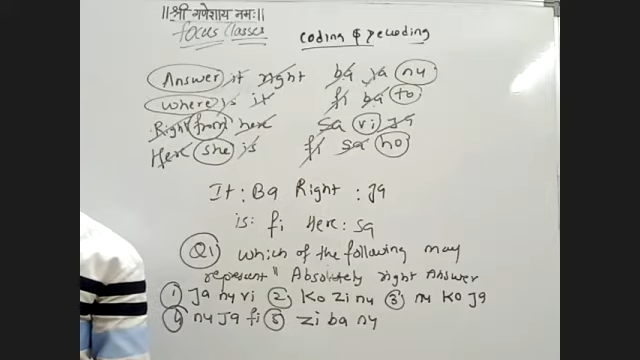 ||श्री गणेशाय नमः||
focus Classes
coding & Decoding
Answer it right ba ja nu
where is it fi ba to
Right from here sa ri ja
Here she is fi sa ho
It : Ba Right : Ja
is : fi Here : sa
Q1 which of the following may
repesent " Absolutely right Answer
1 Ja nu vi 2 Ko Zi nu 3 nu Ko Ja
4 nu Ja fi 5 Zi ba nu